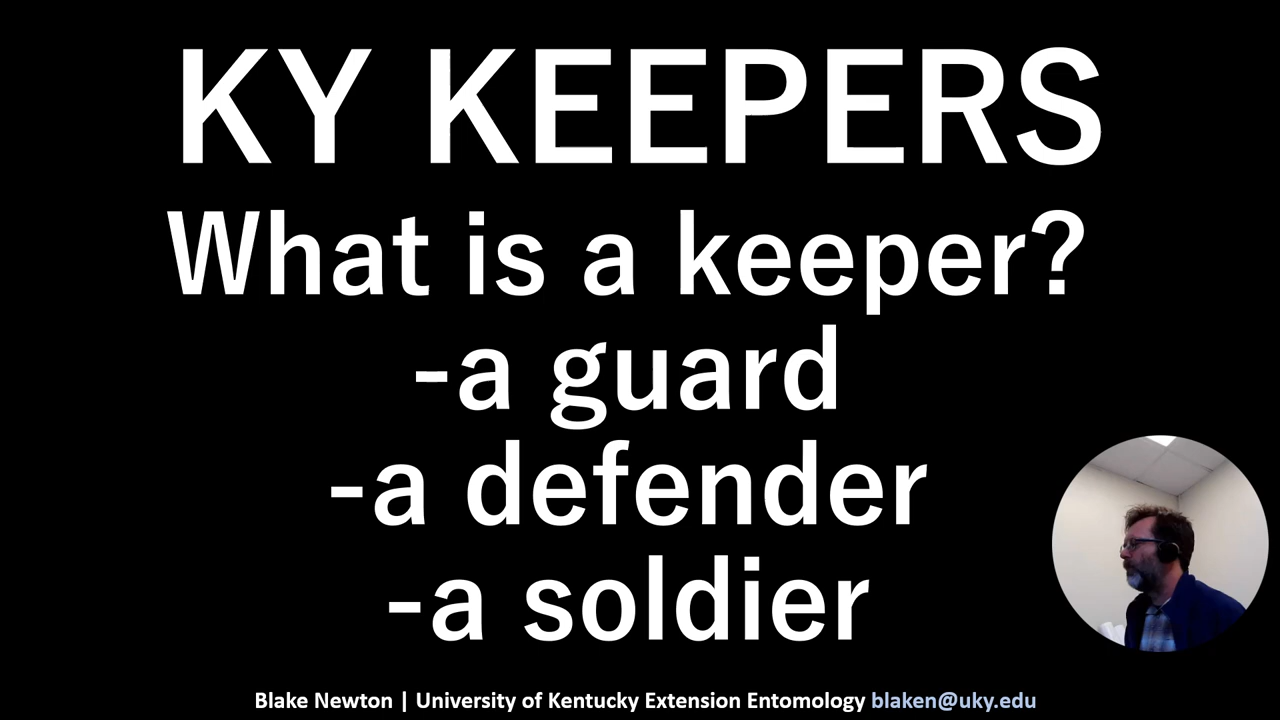 KY KEEPERS
What is a keeper?
-a guard
-a defender
-a soldier
Blake Newton | University of Kentucky Extension Entomology blaken@uky.edu